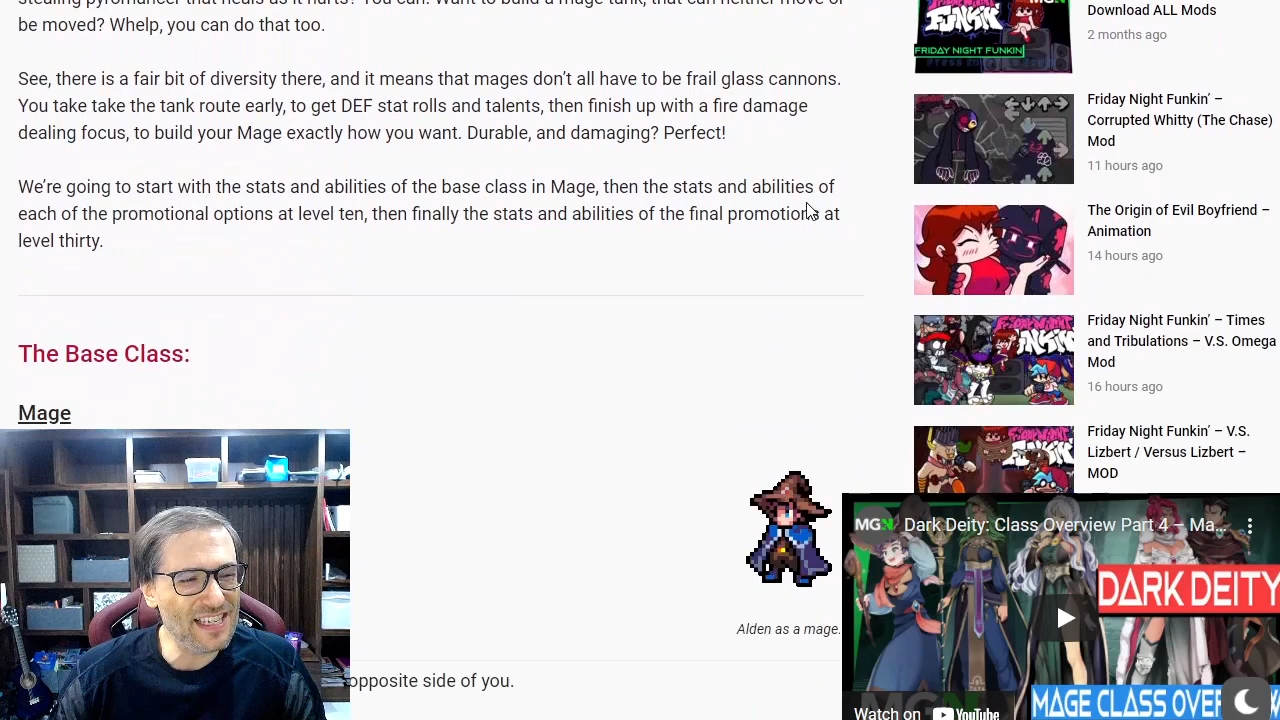 stealing pyromancer that heals as it hurts? You can. Want to build a mage tank, that can neither move or
be moved? Whelp, you can do that too.
See, there is a fair bit of diversity there, and it means that mages don’t all have to be frail glass cannons.
You take take the tank route early, to get DEF stat rolls and talents, then finish up with a fire damage
dealing focus, to build your Mage exactly how you want. Durable, and damaging? Perfect!
We’re going to start with the stats and abilities of the base class in Mage, then the stats and abilities of
each of the promotional options at level ten, then finally the stats and abilities of the final promotions at
level thirty.
The Base Class:
Mage
Alden as a mage.
opposite side of you.
FUNKIN
MGN
FRIDAY NIGHT FUNKIN'
Download ALL Mods
2 months ago
Friday Night Funkin’ –
Corrupted Whitty (The Chase)
Mod
11 hours ago
The Origin of Evil Boyfriend –
Animation
14 hours ago
Friday Night Funkin’ – Times
and Tribulations – V.S. Omega
Mod
16 hours ago
Friday Night Funkin’ – V.S.
Lizbert / Versus Lizbert –
MOD
MGN
Dark Deity: Class Overview Part 4 – Ma...
DARK DEITY
MAGE CLASS OVER
Watch on YouTube